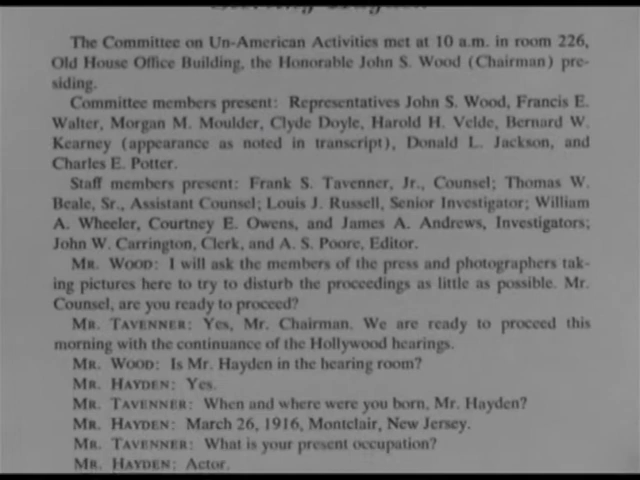 The Committee on Un-American Activities met at 10 a.m. in room 226,
Old House Office Building, the Honorable John S. Wood (Chairman) pre-
siding.
Committee members present: Representatives John S. Wood, Francis E.
Walter, Morgan M. Moulder, Clyde Doyle, Harold H. Velde, Bernard W.
Kearney (appearance as noted in transcript), Donald L. Jackson, and
Charles E. Potter.
Staff members present: Frank S. Tavenner, Jr., Counsel; Thomas W.
Beale, Sr., Assistant Counsel; Louis J. Russell, Senior Investigator; William
A. Wheeler, Courtney E. Owens, and James A. Andrews, Investigators;
John W. Carrington, Clerk, and A. S. Poore, Editor.
MR. WOOD: I will ask the members of the press and photographers tak-
ing pictures here to try to disturb the proceedings as little as possible. Mr.
Counsel, are you ready to proceed?
MR. TAVENNER: Yes, Mr. Chairman. We are ready to proceed this
morning with the continuance of the Hollywood hearings.
MR. WOOD: Is Mr. Hayden in the hearing room?
MR. HAYDEN: Yes.
MR. TAVENNER: When and where were you born, Mr. Hayden?
MR. HAYDEN: March 26, 1916, Montclair, New Jersey.
MR. TAVENNER: What is your present occupation?
MR. HAYDEN: Actor.